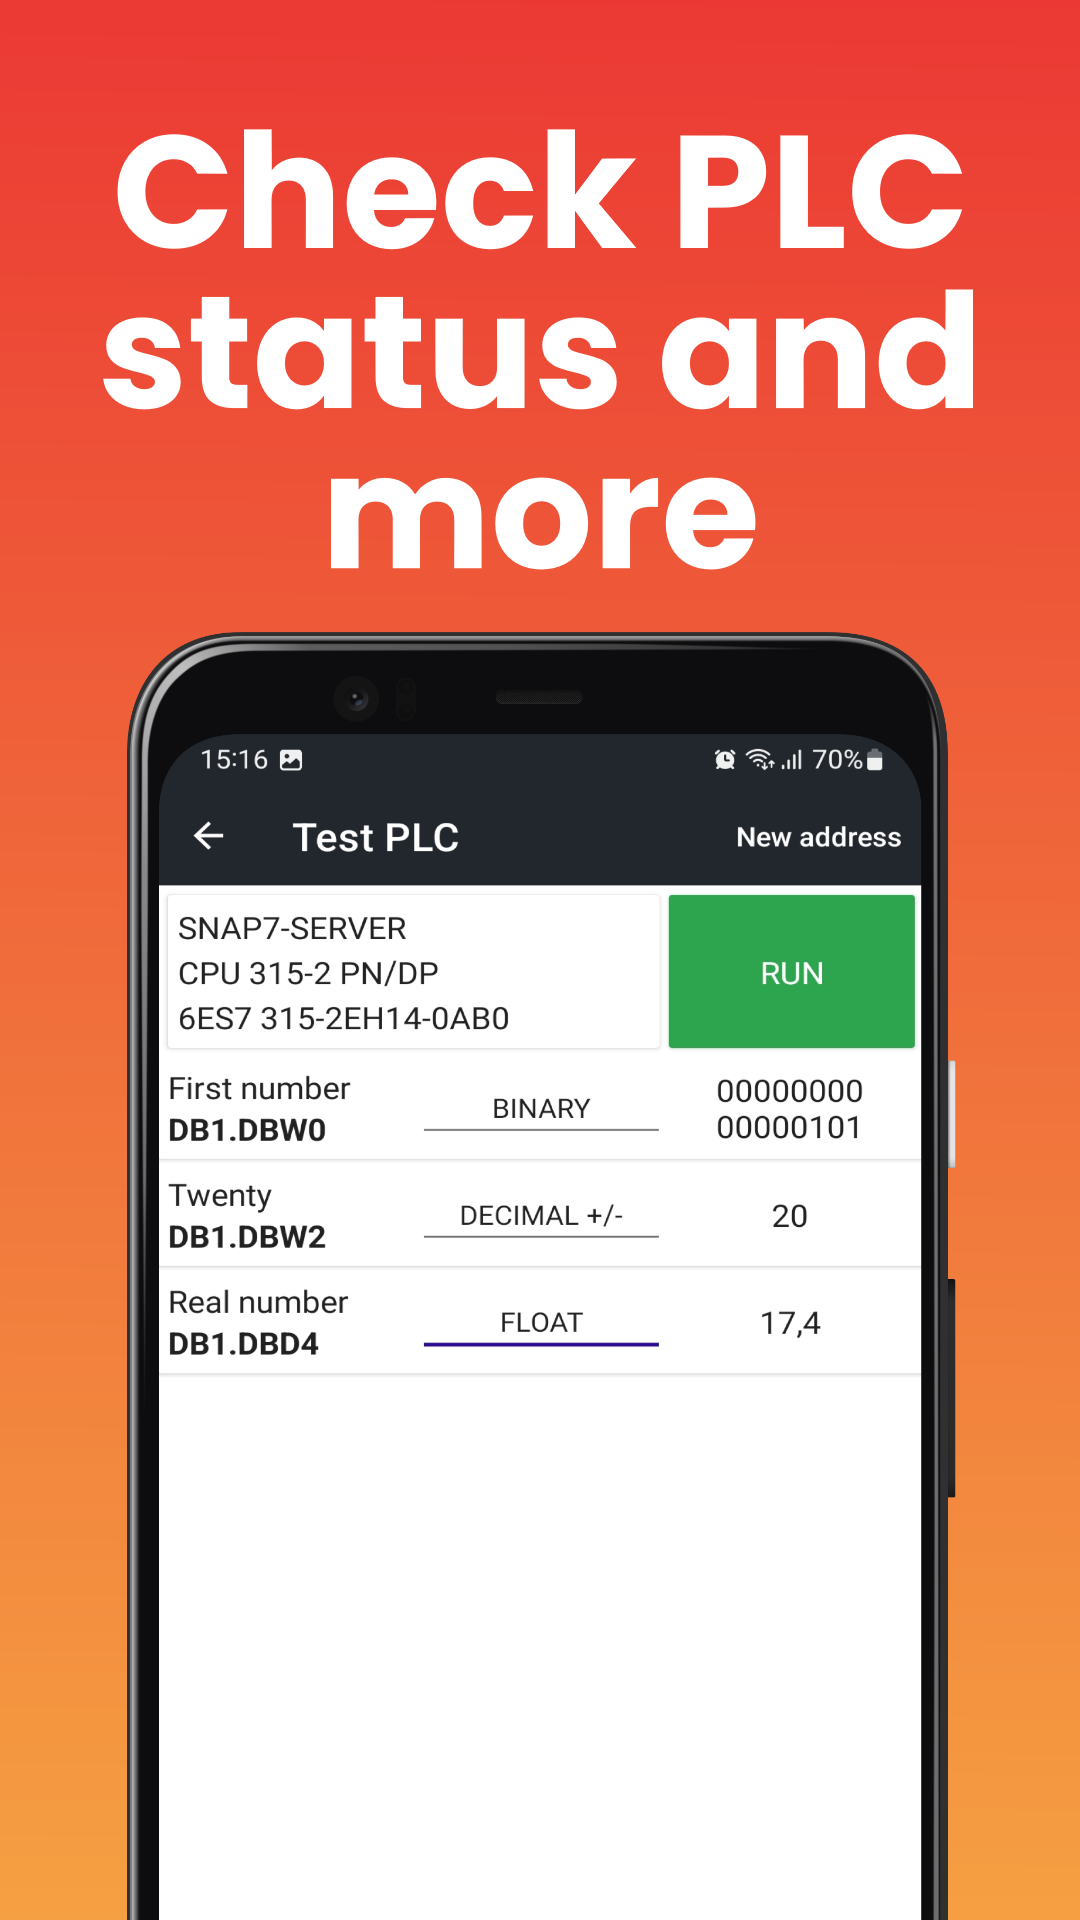 Check PLC
status and
more
15:16 70%
Test PLC New address
SNAP7-SERVER
CPU 315-2 PN/DP
6ES7 315-2EH14-0AB0
RUN
First number
DB1.DBW0
BINARY
00000000
00000101
Twenty
DB1.DBW2
DECIMAL +/-
20
Real number
DB1.DBD4
FLOAT
17,4